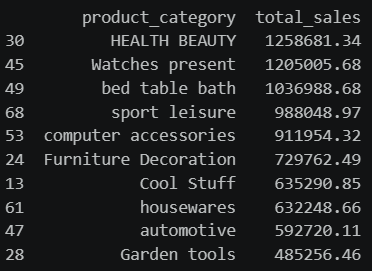 product_category total_sales
30 HEALTH BEAUTY 1258681.34
45 Watches present 1205005.68
49 bed table bath 1036988.68
68 sport leisure 988048.97
53 computer accessories 911954.32
24 Furniture Decoration 729762.49
13 Cool Stuff 635290.85
61 housewares 632248.66
47 automotive 592720.11
28 Garden tools 485256.46